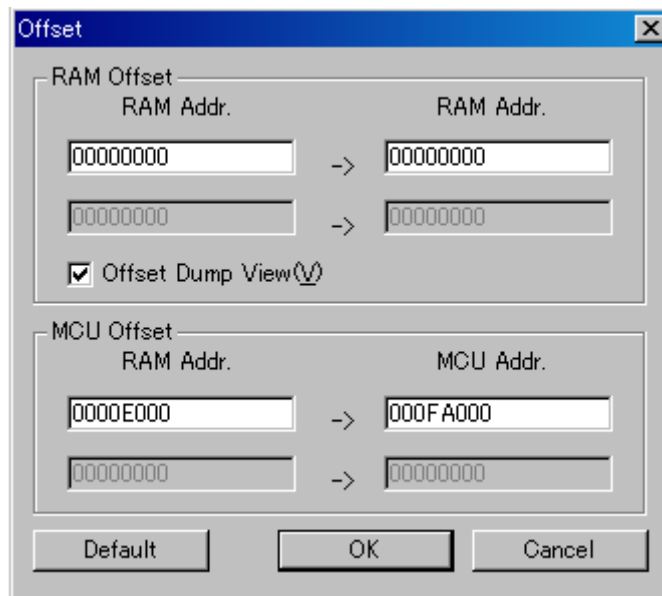 Offset
RAM Offset
RAM Addr. RAM Addr.
00000000 -> 00000000
00000000 -> 00000000
Offset Dump View(V)
MCU Offset
RAM Addr. MCU Addr.
0000E000 -> 000FA000
00000000 -> 00000000
Default OK Cancel